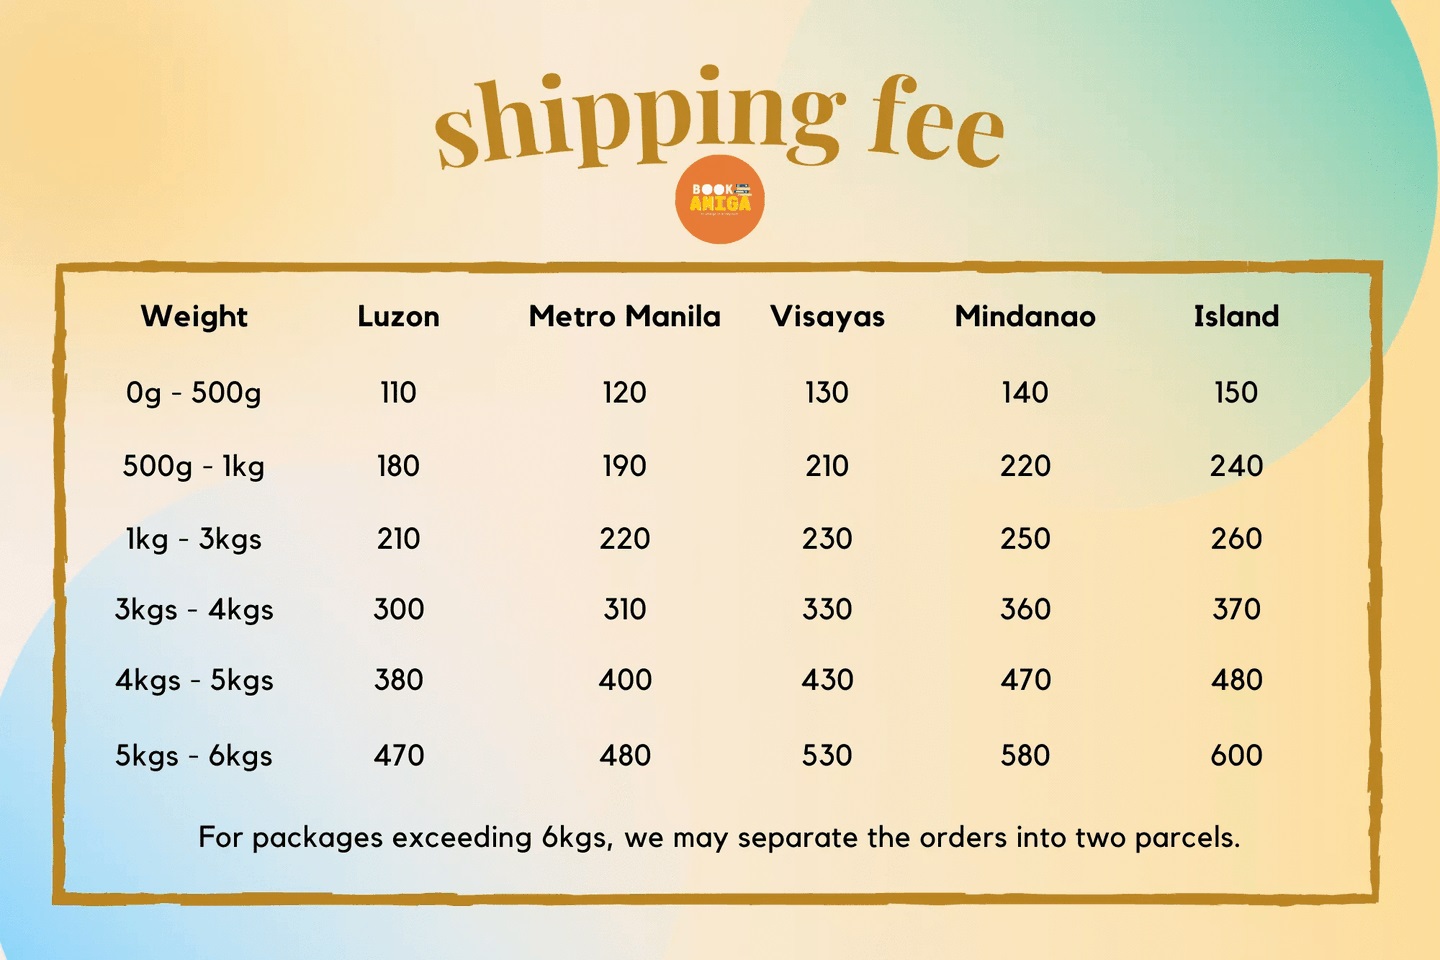 shipping fee
BOOK
AMIGA
Weight Luzon Metro Manila Visayas Mindanao Island
0g - 500g 110 120 130 140 150
500g - 1kg 180 190 210 220 240
1kg - 3kgs 210 220 230 250 260
3kgs - 4kgs 300 310 330 360 370
4kgs - 5kgs 380 400 430 470 480
5kgs - 6kgs 470 480 530 580 600
For packages exceeding 6kgs, we may separate the orders into two parcels.